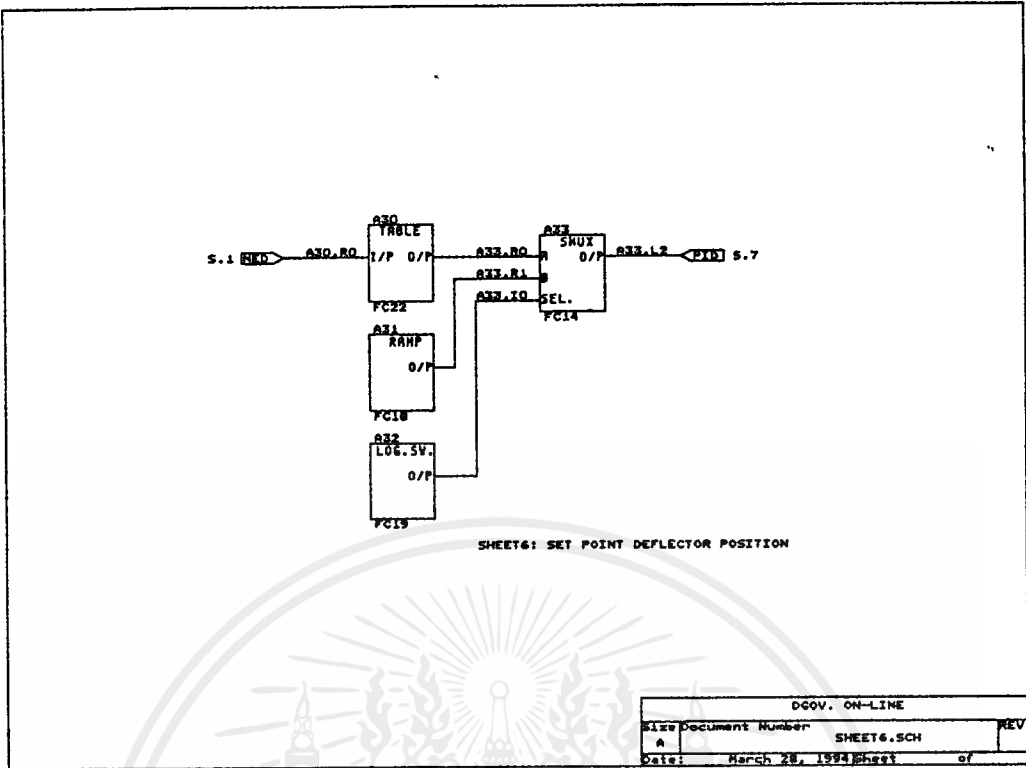 A30
TABLE
S.1 NED A30.R0 I/P O/P
FC22
A31
RAMP
O/P
FC18
A32
LOG.SW.
O/P
FC19
A33
SMUX
A33.R0 A O/P A33.L2 PID S.7
A33.R1 B
A33.I0 SEL.
FC14
SHEET6: SET POINT DEFLECTOR POSITION
DGOV. ON-LINE
Size Document Number REV
A SHEET6.SCH
Date: March 28, 1994 Sheet of